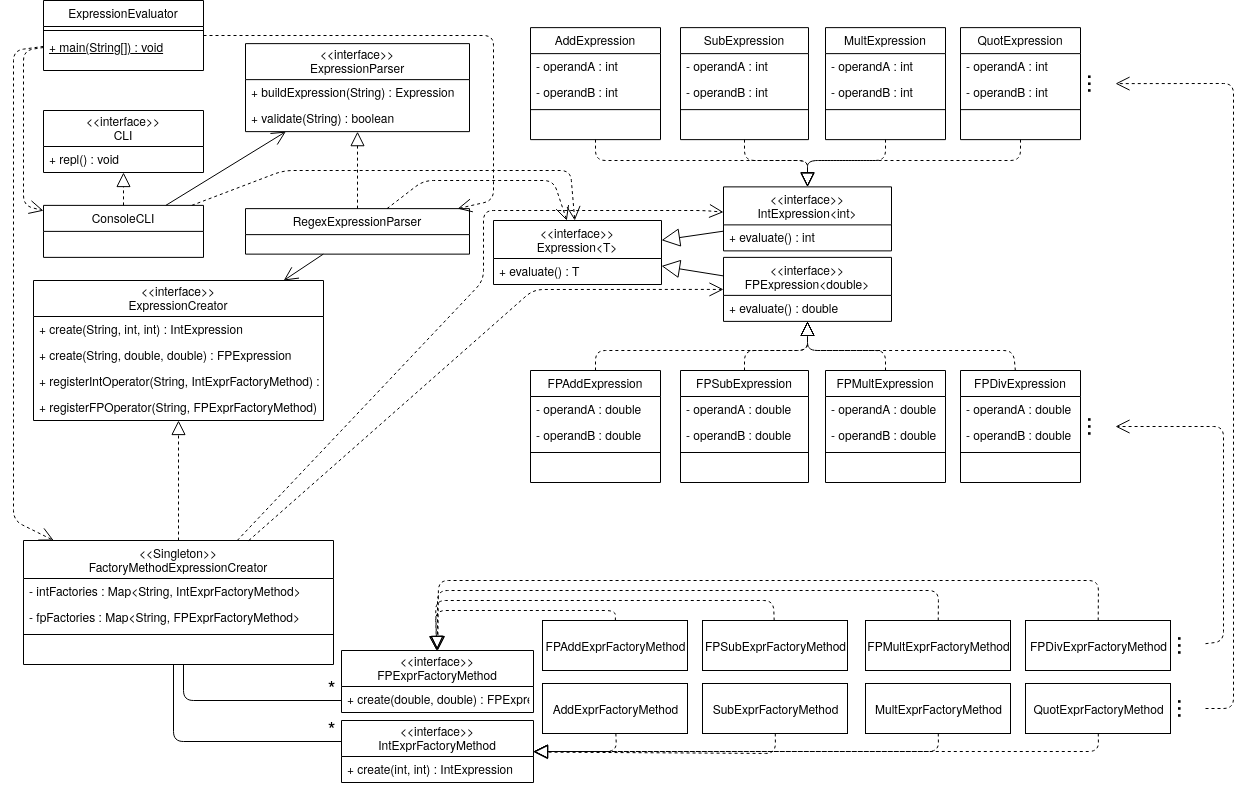 ExpressionEvaluator
+ main(String[]) : void
<<interface>>
CLI
+ repl() : void
ConsoleCLI
<<interface>>
ExpressionParser
+ buildExpression(String) : Expression
+ validate(String) : boolean
RegexExpressionParser
<<interface>>
ExpressionCreator
+ create(String, int, int) : IntExpression
+ create(String, double, double) : FPExpression
+ registerIntOperator(String, IntExprFactoryMethod) :
+ registerFPOperator(String, FPExprFactoryMethod)
<<Singleton>>
FactoryMethodExpressionCreator
- intFactories : Map<String, IntExprFactoryMethod>
- fpFactories : Map<String, FPExprFactoryMethod>
<<interface>>
Expression<T>
+ evaluate() : T
<<interface>>
IntExpression<int>
+ evaluate() : int
<<interface>>
FPExpression<double>
+ evaluate() : double
AddExpression
- operandA : int
- operandB : int
SubExpression
- operandA : int
- operandB : int
MultExpression
- operandA : int
- operandB : int
QuotExpression
- operandA : int
- operandB : int
FPAddExpression
- operandA : double
- operandB : double
FPSubExpression
- operandA : double
- operandB : double
FPMultExpression
- operandA : double
- operandB : double
FPDivExpression
- operandA : double
- operandB : double
*
<<interface>>
FPExprFactoryMethod
+ create(double, double) : FPExpre
*
<<interface>>
IntExprFactoryMethod
+ create(int, int) : IntExpression
FPAddExprFactoryMethod
FPSubExprFactoryMethod
FPMultExprFactoryMethod
FPDivExprFactoryMethod
AddExprFactoryMethod
SubExprFactoryMethod
MultExprFactoryMethod
QuotExprFactoryMethod